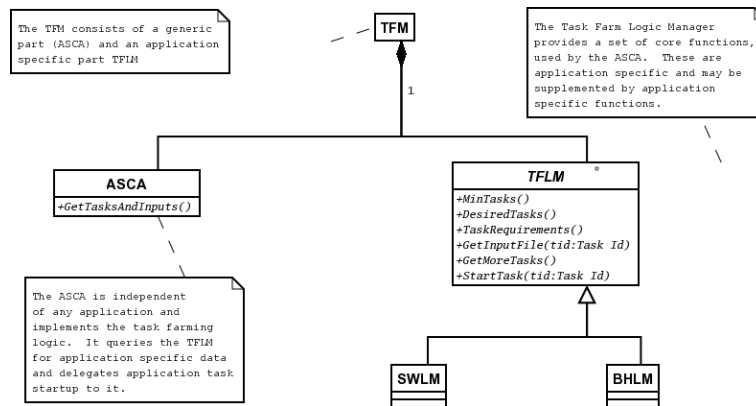 The TFM consists of a generic
part (ASCA) and an application
specific part TFLM
TFM
The Task Farm Logic Manager
provides a set of core functions,
used by the ASCA. These are
application specific and may be
supplemented by application
specific functions.
1
ASCA
+GetTasksAndInputs()
TFLM *
+MinTasks()
+DesiredTasks()
+TaskRequirements()
+GetInputFile(tid:Task Id)
+GetMoreTasks()
+StartTask(tid:Task Id)
The ASCA is independent
of any application and
implements the task farming
logic. It queries the TFLM
for application specific data
and delegates application task
startup to it.
SWLM
BHLM